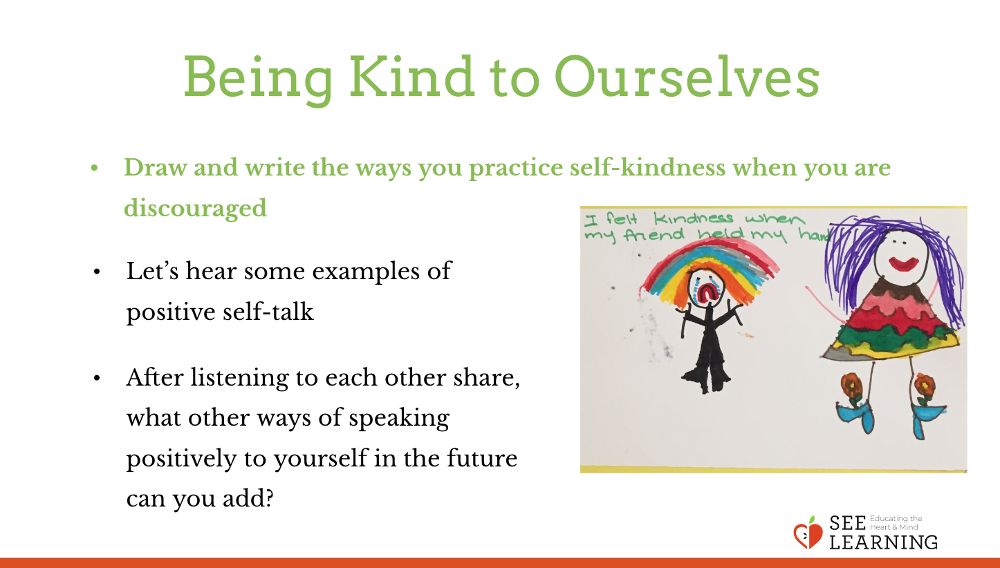 Being Kind to Ourselves
• Draw and write the ways you practice self-kindness when you are
discouraged
I felt kindness when
my friend held my hand
• Let’s hear some examples of
positive self-talk
• After listening to each other share,
what other ways of speaking
positively to yourself in the future
can you add?
SEE Educating the
Heart & Mind
LEARNING